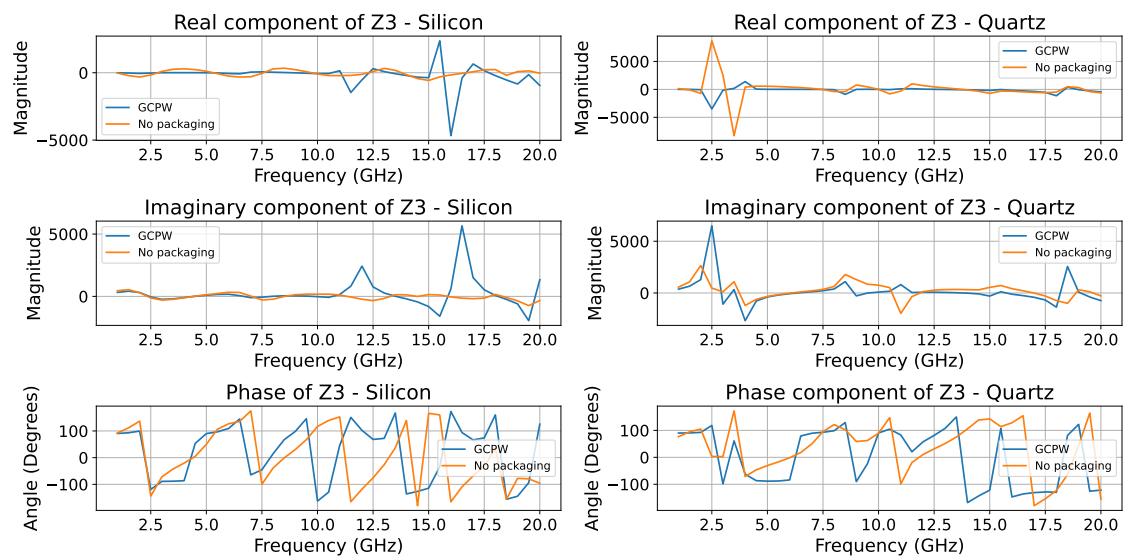 Real component of Z3 - Silicon
Magnitude
0
−5000
GCPW
No packaging
2.5 5.0 7.5 10.0 12.5 15.0 17.5 20.0
Frequency (GHz)
Real component of Z3 - Quartz
Magnitude
5000
0
−5000
GCPW
No packaging
2.5 5.0 7.5 10.0 12.5 15.0 17.5 20.0
Frequency (GHz)
Imaginary component of Z3 - Silicon
Magnitude
5000
0
GCPW
No packaging
2.5 5.0 7.5 10.0 12.5 15.0 17.5 20.0
Frequency (GHz)
Imaginary component of Z3 - Quartz
Magnitude
5000
0
GCPW
No packaging
2.5 5.0 7.5 10.0 12.5 15.0 17.5 20.0
Frequency (GHz)
Phase of Z3 - Silicon
Angle (Degrees)
100
0
−100
GCPW
No packaging
2.5 5.0 7.5 10.0 12.5 15.0 17.5 20.0
Frequency (GHz)
Phase component of Z3 - Quartz
Angle (Degrees)
100
0
−100
GCPW
No packaging
2.5 5.0 7.5 10.0 12.5 15.0 17.5 20.0
Frequency (GHz)